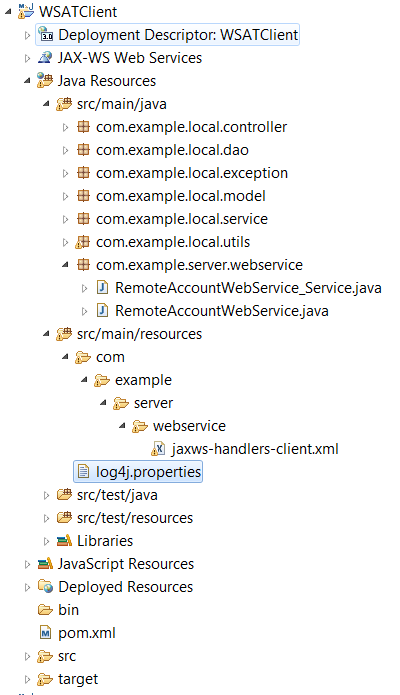 WSATClient
3.0 Deployment Descriptor: WSATClient
JAX-WS Web Services
Java Resources
src/main/java
com.example.local.controller
com.example.local.dao
com.example.local.exception
com.example.local.model
com.example.local.service
com.example.local.utils
com.example.server.webservice
J RemoteAccountWebService_Service.java
J RemoteAccountWebService.java
src/main/resources
com
example
server
webservice
X jaxws-handlers-client.xml
log4j.properties
src/test/java
src/test/resources
Libraries
JavaScript Resources
Deployed Resources
bin
M pom.xml
src
target